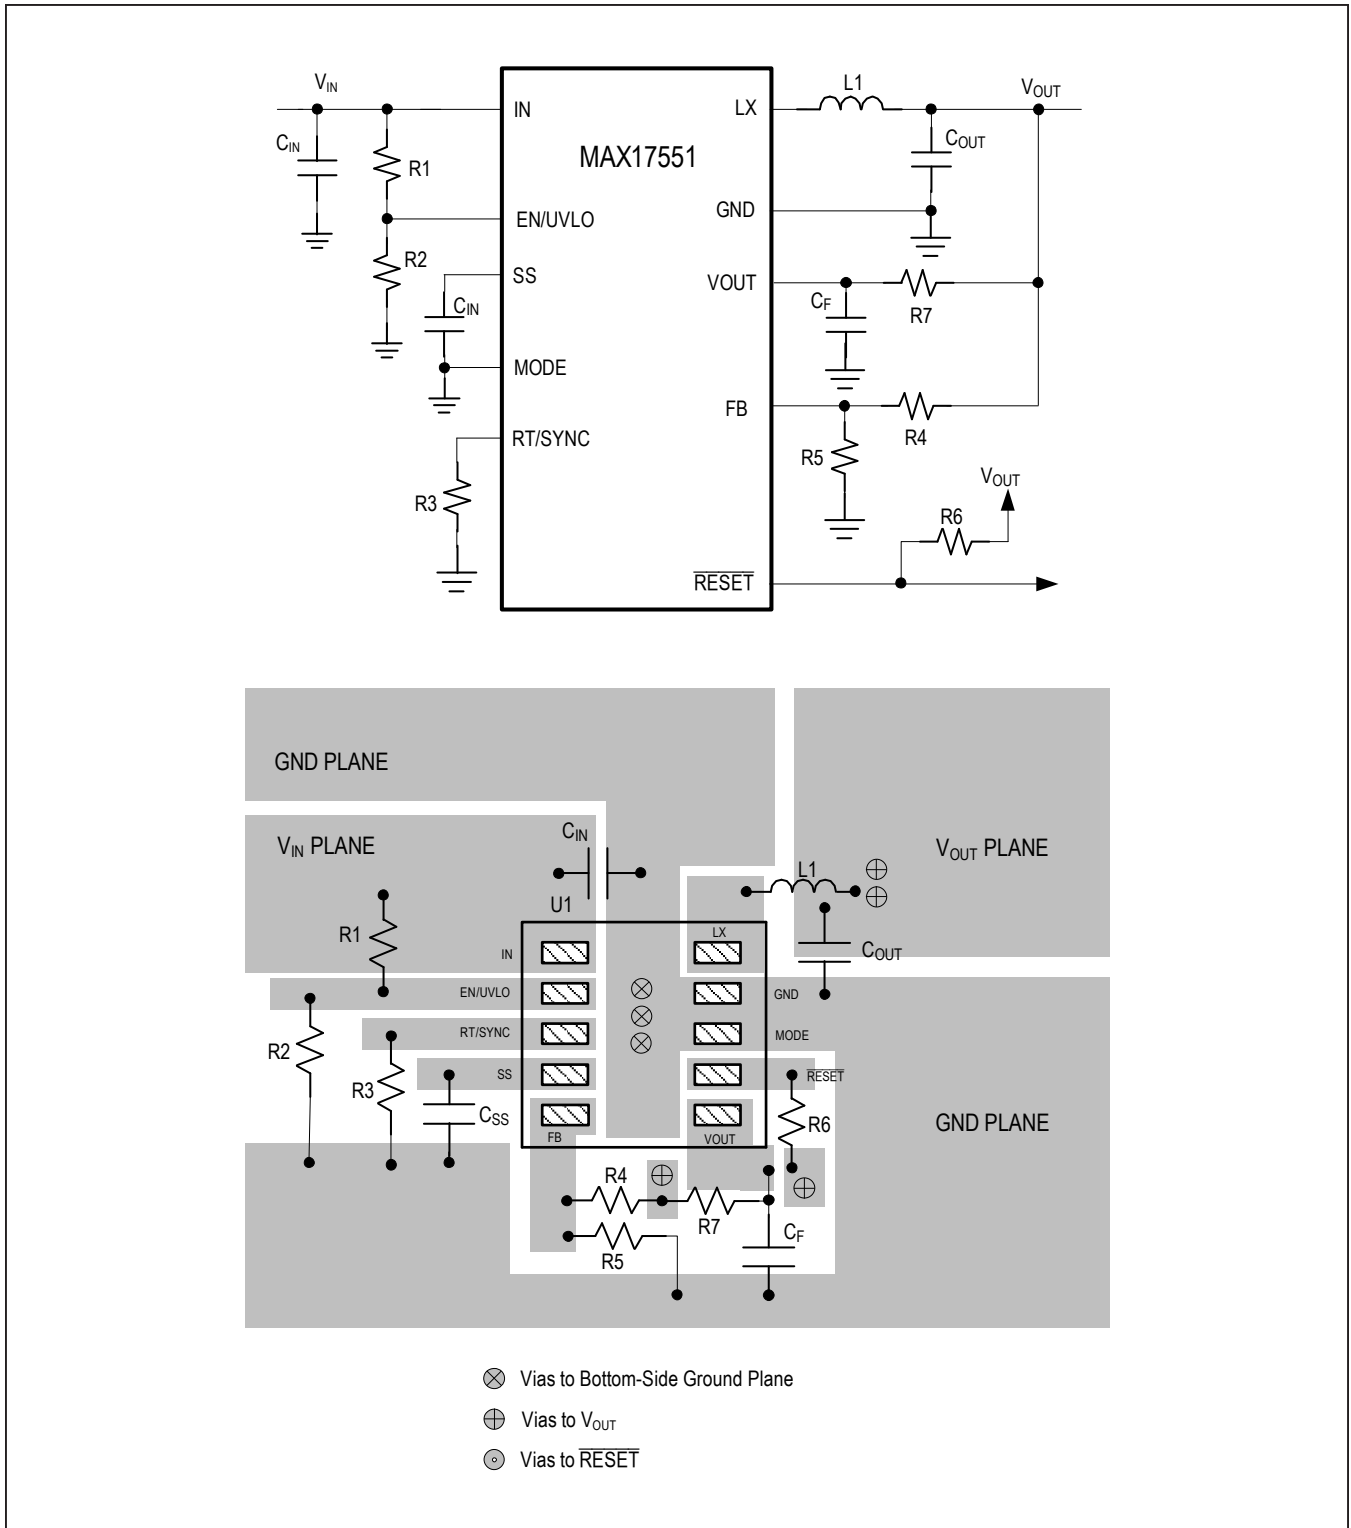 V_IN
L1
V_OUT
IN
LX
C_IN
R1
MAX17551
C_OUT
EN/UVLO
GND
R2
SS
VOUT
C_IN
C_F
R7
MODE
FB
RT/SYNC
R4
R5
R3
V_OUT
R6
RESET
GND PLANE
V_IN PLANE
C_IN
V_OUT PLANE
L1
U1
R1
LX
IN
C_OUT
EN/UVLO
GND
RT/SYNC
MODE
R2
SS
RESET
R3
C_SS
R6
GND PLANE
FB
VOUT
R4
R7
C_F
R5
Vias to Bottom-Side Ground Plane
Vias to V_OUT
Vias to RESET